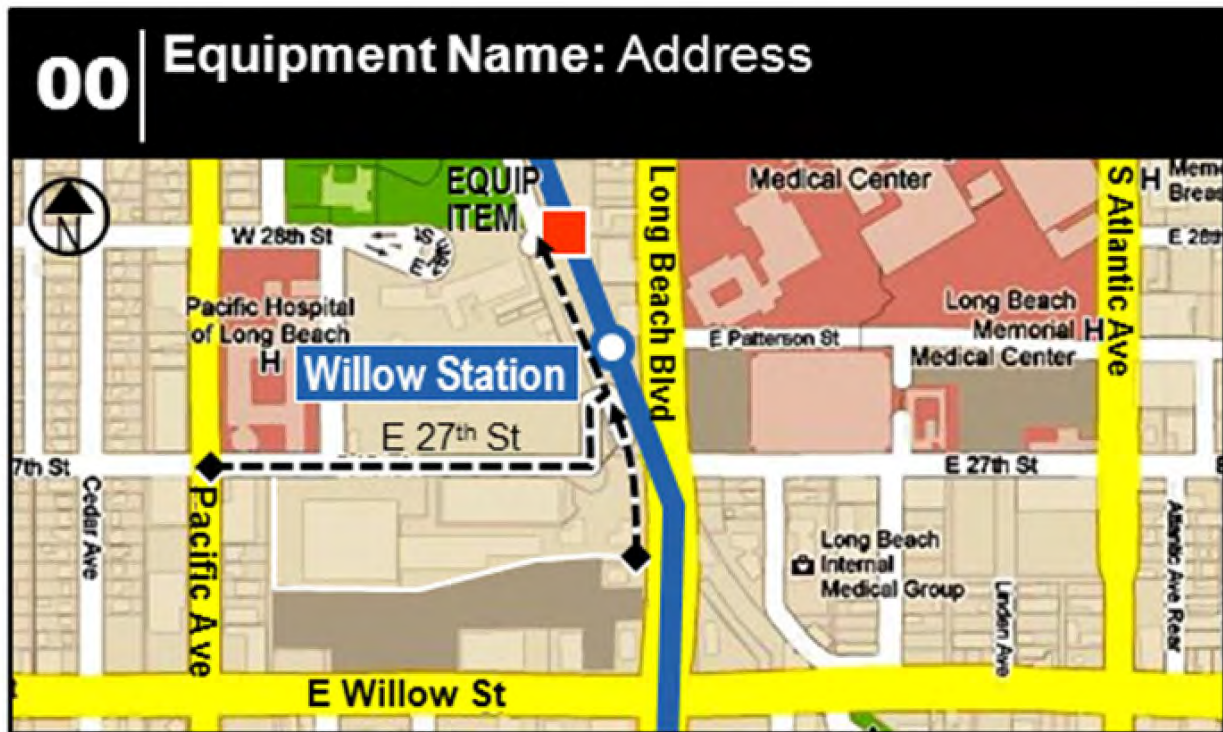 00
Equipment Name: Address
N
EQUIP
ITEM
W 28th St
Pacific Hospital
of Long Beach
H
Willow Station
E 27th St
7th St
Cedar Ave
Pacific Ave
E Willow St
Long Beach Blvd
Medical Center
S Atlantic Ave
H
E 28th
E Patterson St
Long Beach
Memorial H
Medical Center
E 27th St
Long Beach
Internal
Medical Group
Linden Ave
Atlantic Ave Rear